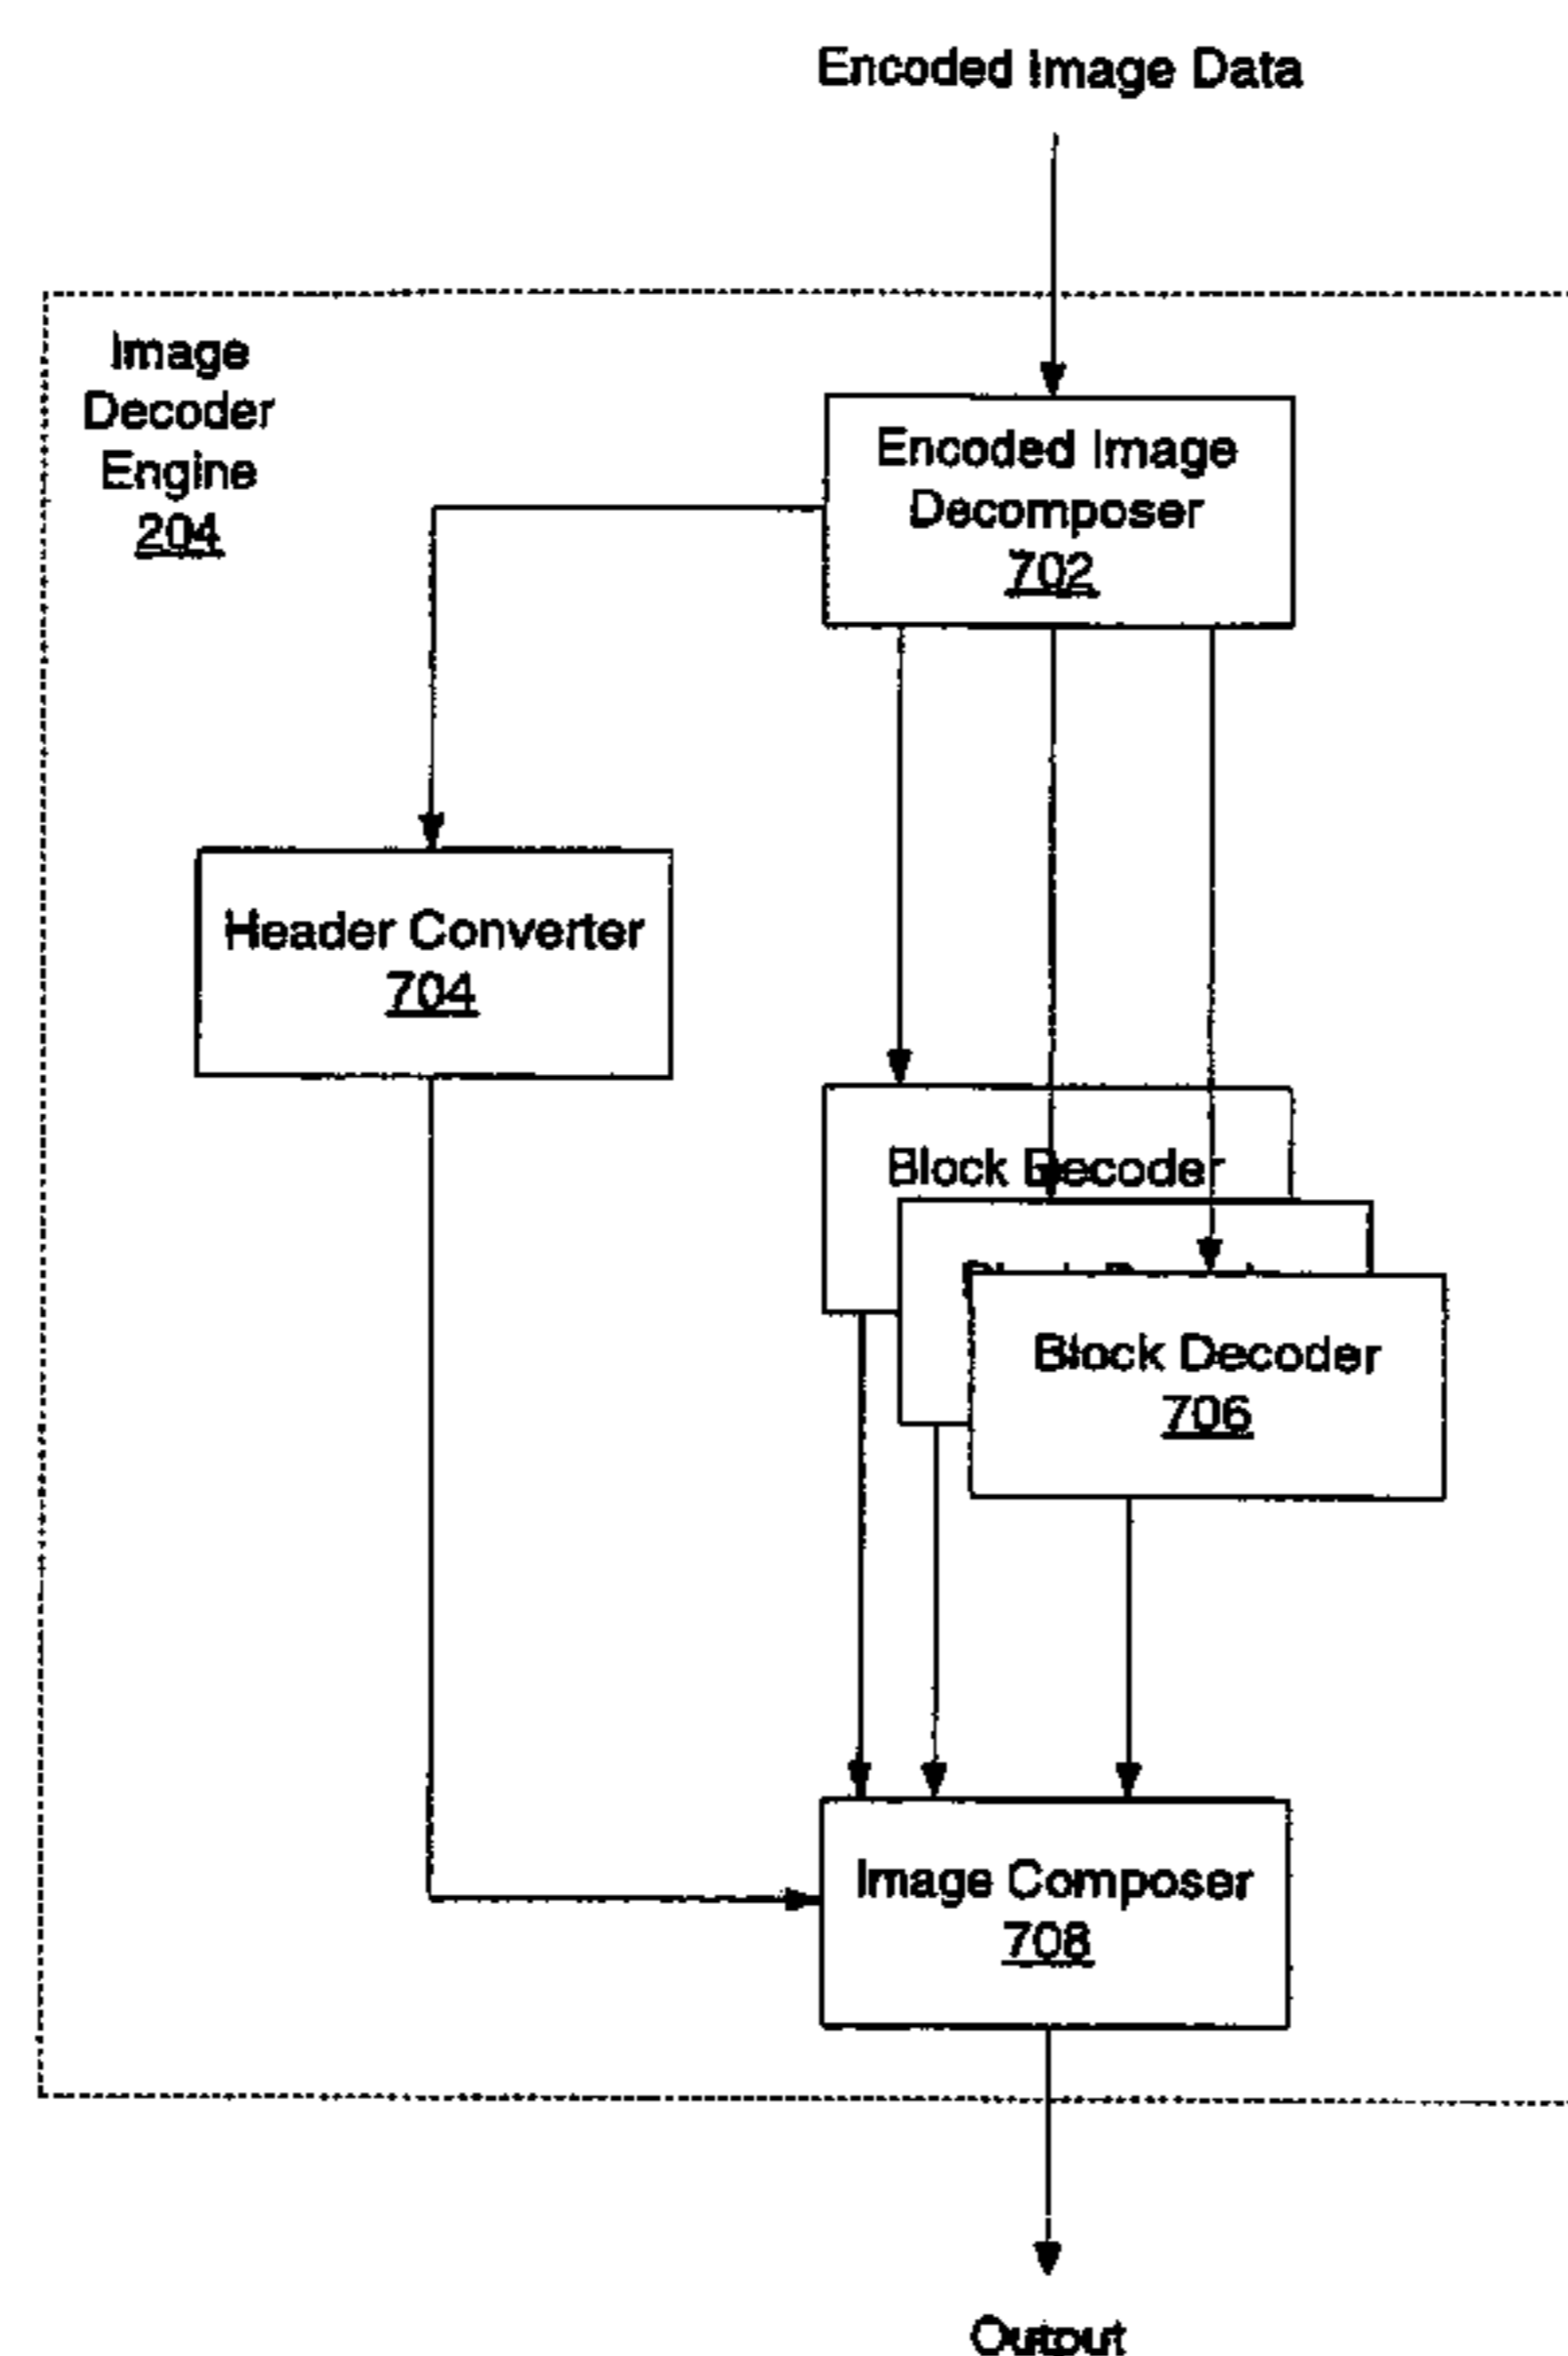 Encoded Image Data
Image
Decoder
Engine
204
Encoded Image
Decomposer
702
Header Converter
704
Block Decoder
Block Decoder
706
Image Composer
708
Output